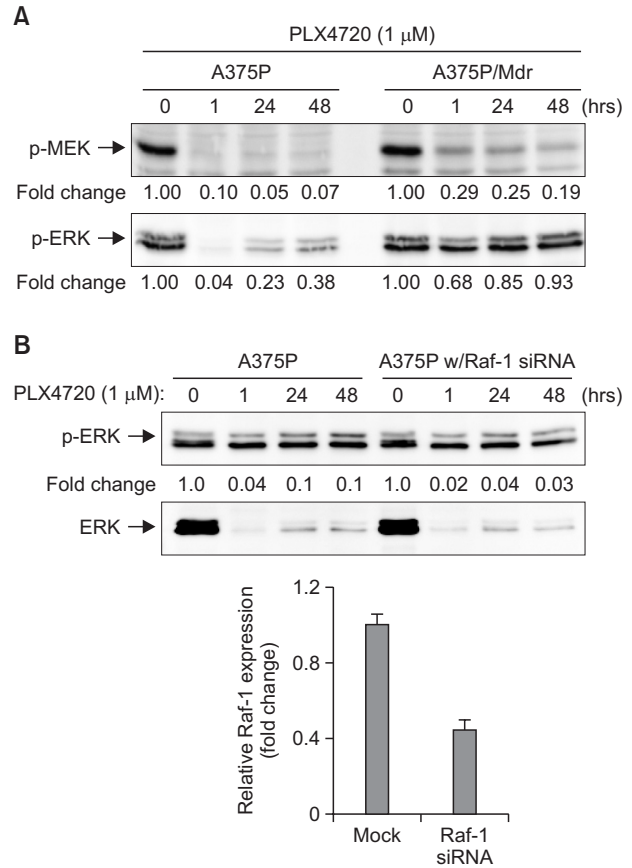 A
PLX4720 (1 μM)
A375P A375P/Mdr
0 1 24 48 0 1 24 48 (hrs)
p-MEK
Fold change 1.00 0.10 0.05 0.07 1.00 0.29 0.25 0.19
p-ERK
Fold change 1.00 0.04 0.23 0.38 1.00 0.68 0.85 0.93
B
A375P A375P w/Raf-1 siRNA
PLX4720 (1 μM): 0 1 24 48 0 1 24 48 (hrs)
p-ERK
Fold change 1.0 0.04 0.1 0.1 1.0 0.02 0.04 0.03
ERK
Relative Raf-1 expression
(fold change)
1.2
0.8
0.4
0
Mock Raf-1
siRNA